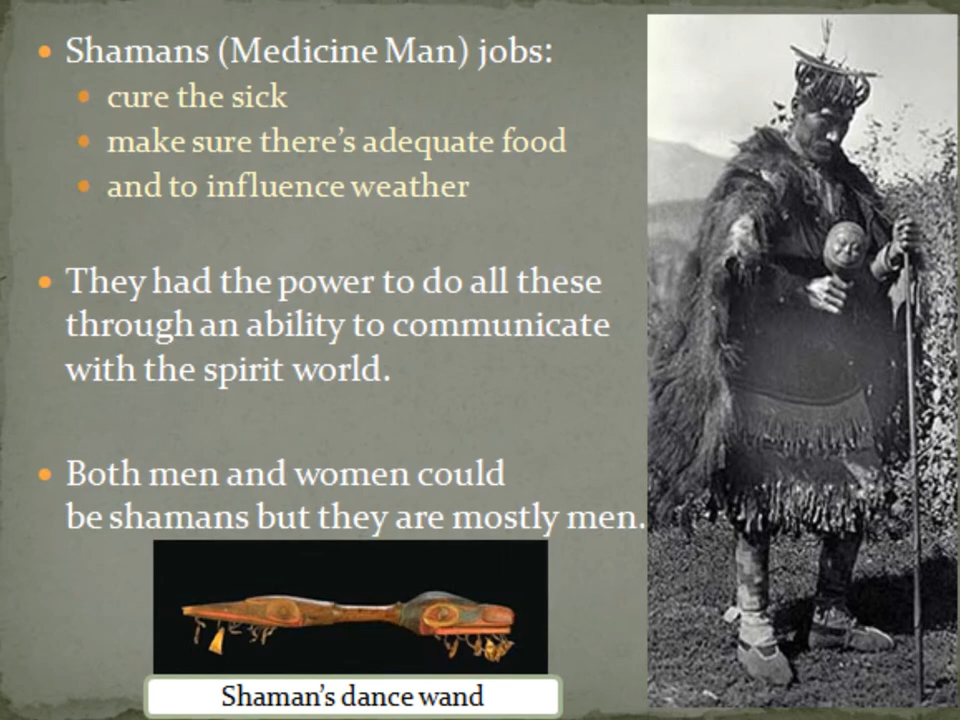 Shamans (Medicine Man) jobs:
cure the sick
make sure there's adequate food
and to influence weather
They had the power to do all these
through an ability to communicate
with the spirit world.
Both men and women could
be shamans but they are mostly men.
Shaman's dance wand